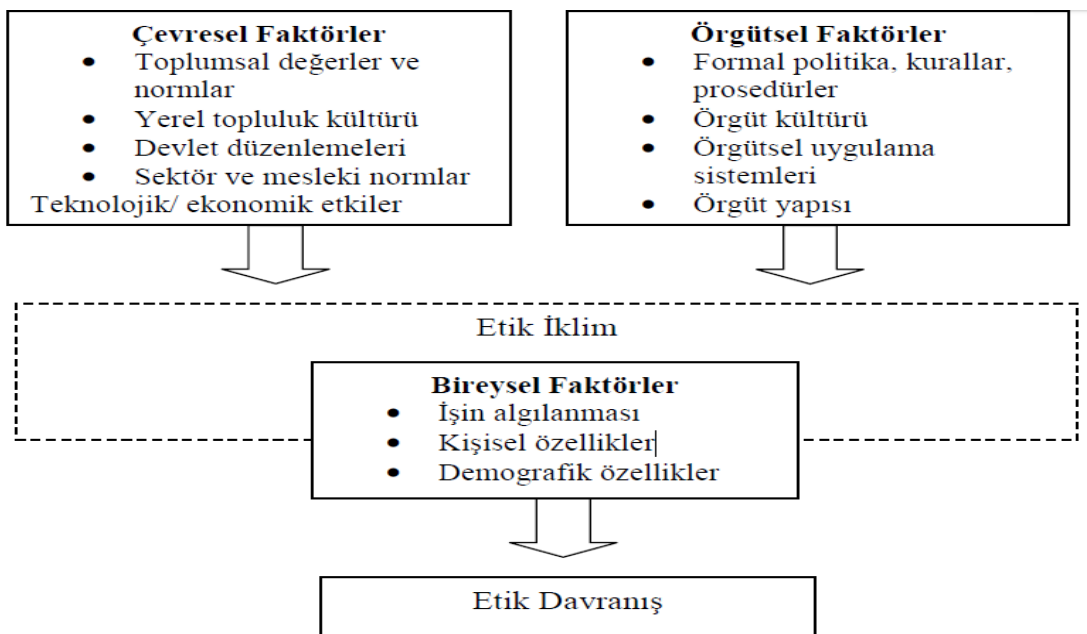 Çevresel Faktörler
• Toplumsal değerler ve
normlar
• Yerel topluluk kültürü
• Devlet düzenlemeleri
• Sektör ve mesleki normlar
Teknolojik/ ekonomik etkiler
Örgütsel Faktörler
• Formal politika, kurallar,
prosedürler
• Örgüt kültürü
• Örgütsel uygulama
sistemleri
• Örgüt yapısı
Etik İklim
Bireysel Faktörler
• İşin algılanması
• Kişisel özellikler
• Demografik özellikler
Etik Davranış